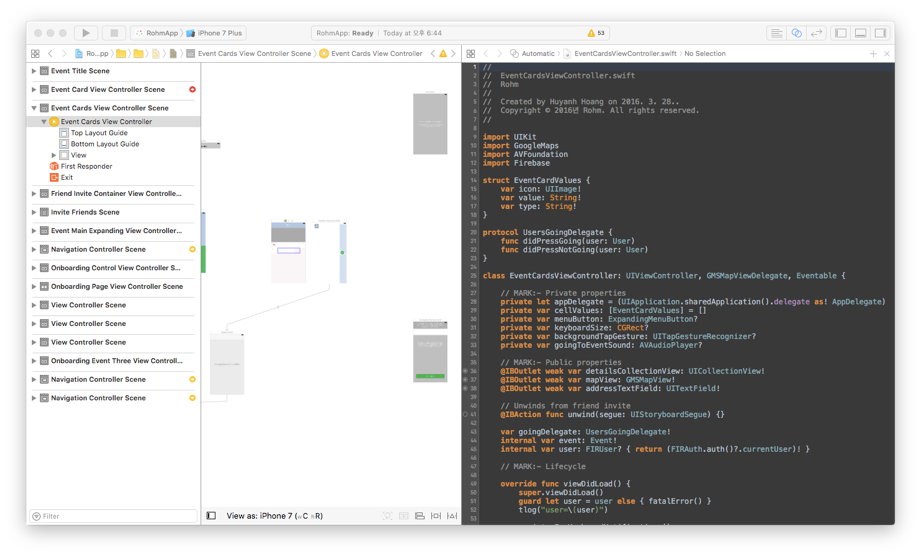 RohmApp 〉 iPhone 7 Plus
RohmApp: Ready | Today at 오후 6:44
53
Ro...pp 〉 Event Cards View Controller Scene 〉 Event Cards View Controller
Automatic 〉 EventCardsViewController.swift 〉 No Selection
Event Title Scene
Event Card View Controller Scene
Event Cards View Controller Scene
Event Cards View Controller
Top Layout Guide
Bottom Layout Guide
View
First Responder
Exit
Friend Invite Container View Controlle...
Invite Friends Scene
Event Main Expanding View Controller...
Navigation Controller Scene
Onboarding Control View Controller S...
Onboarding Page View Controller Scene
View Controller Scene
View Controller Scene
View Controller Scene
Onboarding Event Three View Controll...
Navigation Controller Scene
Navigation Controller Scene
Filter
View as: iPhone 7 (wC hR)
1 //
2 //  EventCardsViewController.swift
3 //  Rohm
4 //
5 //  Created by Huyanh Hoang on 2016. 3. 28..
6 //  Copyright © 2016년 Rohm. All rights reserved.
7 //
8
9 import UIKit
10 import GoogleMaps
11 import AVFoundation
12 import Firebase
13
14 struct EventCardValues {
15 var icon: UIImage!
16 var value: String!
17 var type: String!
18 }
19
20 protocol UsersGoingDelegate {
21 func didPressGoing(user: User)
22 func didPressNotGoing(user: User)
23 }
24
25 class EventCardsViewController: UIViewController, GMSMapViewDelegate, Eventable {
26
27 // MARK:- Private properties
28 private let appDelegate = (UIApplication.sharedApplication().delegate as! AppDelegate)
29 private var cellValues: [EventCardValues] = []
30 private var menuButton: ExpandingMenuButton?
31 private var keyboardSize: CGRect?
32 private var backgroundTapGesture: UITapGestureRecognizer?
33 private var goingToEventSound: AVAudioPlayer?
34
35 // MARK:- Public properties
36 @IBOutlet weak var detailsCollectionView: UICollectionView!
37 @IBOutlet weak var mapView: GMSMapView!
38 @IBOutlet weak var addressTextField: UITextField!
39
40 // Unwinds from friend invite
41 @IBAction func unwind(segue: UIStoryboardSegue) {}
42
43 var goingDelegate: UsersGoingDelegate!
44 internal var event: Event!
45 internal var user: FIRUser? { return (FIRAuth.auth()?.currentUser)! }
46
47 // MARK:- Lifecycle
48
49 override func viewDidLoad() {
50 super.viewDidLoad()
51 guard let user = user else { fatalError() }
52 tlog("user=\(user)")
53